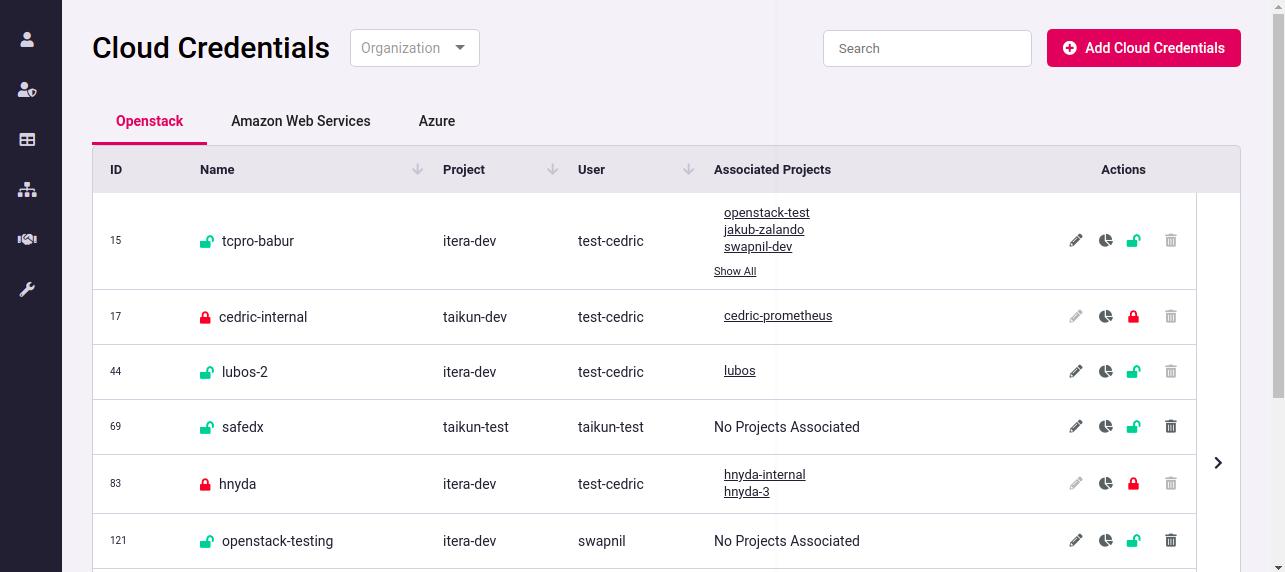 Cloud Credentials Organization Search Add Cloud Credentials
Openstack Amazon Web Services Azure
ID Name Project User Associated Projects Actions
15 tcpro-babur itera-dev test-cedric openstack-test
jakub-zalando
swapnil-dev
Show All
17 cedric-internal taikun-dev test-cedric cedric-prometheus
44 lubos-2 itera-dev test-cedric lubos
69 safedx taikun-test taikun-test No Projects Associated
83 hnyda itera-dev test-cedric hnyda-internal
hnyda-3
121 openstack-testing itera-dev swapnil No Projects Associated